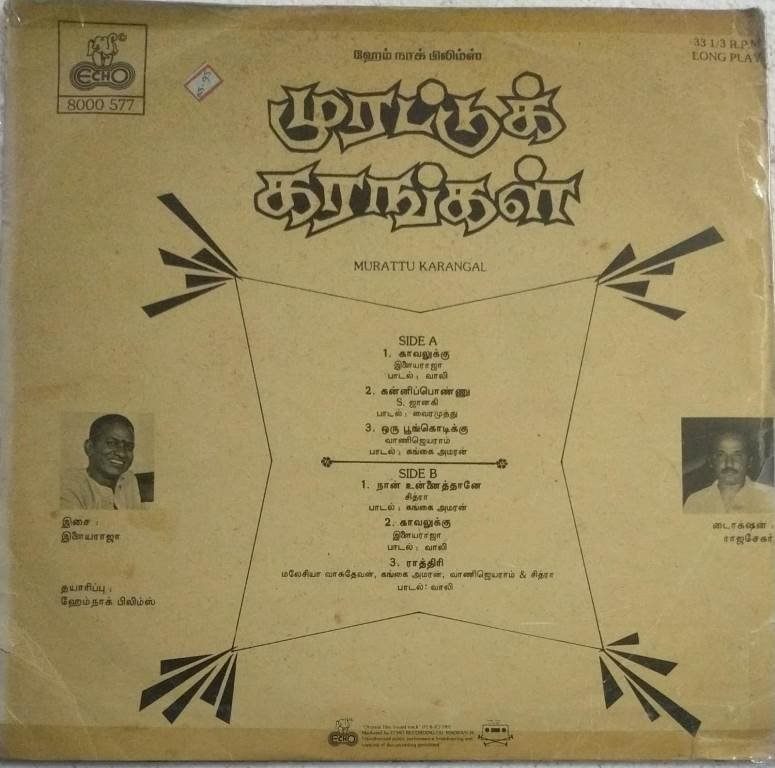 ECHO
8000 577
ஹேம் நாக் பிலிம்ஸ்
33 1/3 R.P.M
LONG PLAY
முரட்டுக்
கரங்கள்
MURATTU KARANGAL
SIDE A
1. காவலுக்கு
இளையராஜா
பாடல் : வாலி
2. கன்னிப்பொண்ணு
S. ஜானகி
பாடல் : வைரமுத்து
3. ஒரு பூங்கொடிக்கு
வாணிஜெயராம்
பாடல் : கங்கை அமரன்
SIDE B
1. நான் உன்னைத்தானே
சித்ரா
பாடல் : கங்கை அமரன்
2. காவலுக்கு
இளையராஜா
பாடல் : வாலி
3. ராத்திரி
மலேசியா வாசுதேவன், கங்கை அமரன், வாணிஜெயராம் & சித்ரா
பாடல்: வாலி
இசை :
இளையராஜா
தயாரிப்பு :
ஹேம்நாக் பிலிம்ஸ்
டைரக்‌ஷன் :
ராஜசேகர்
ECHO